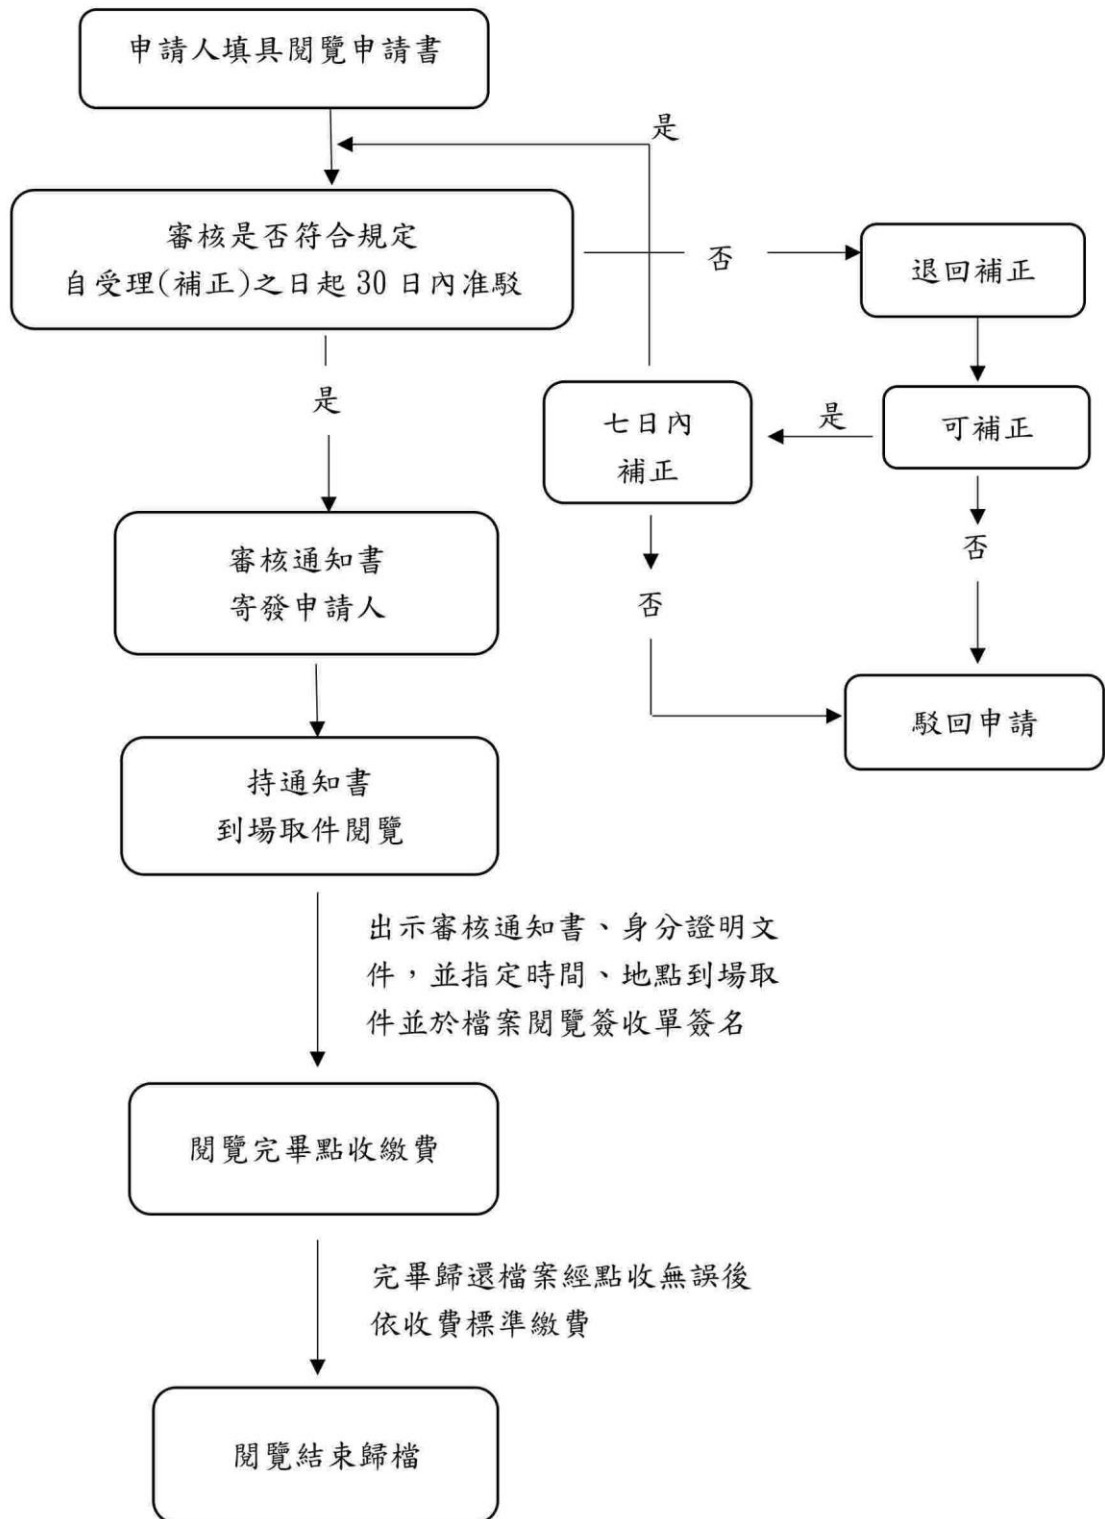 申請人填具閱覽申請書
是
審核是否符合規定
自受理(補正)之日起 30 日內准駁
否
退回補正
是
七日內
補正
是
可補正
否
否
審核通知書
寄發申請人
駁回申請
持通知書
到場取件閱覽
出示審核通知書、身分證明文
件，並指定時間、地點到場取
件並於檔案閱覽簽收單簽名
閱覽完畢點收繳費
完畢歸還檔案經點收無誤後
依收費標準繳費
閱覽結束歸檔